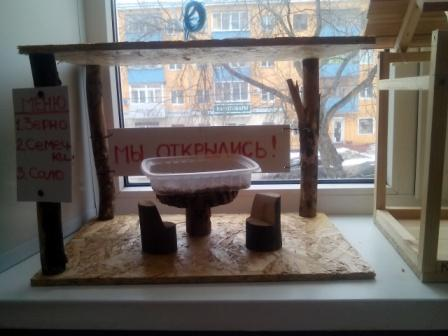 МЕНЮ
1. Зерно
2. Семеч
ки
3. Сало
МЫ ОТКРЫЛИСЬ!